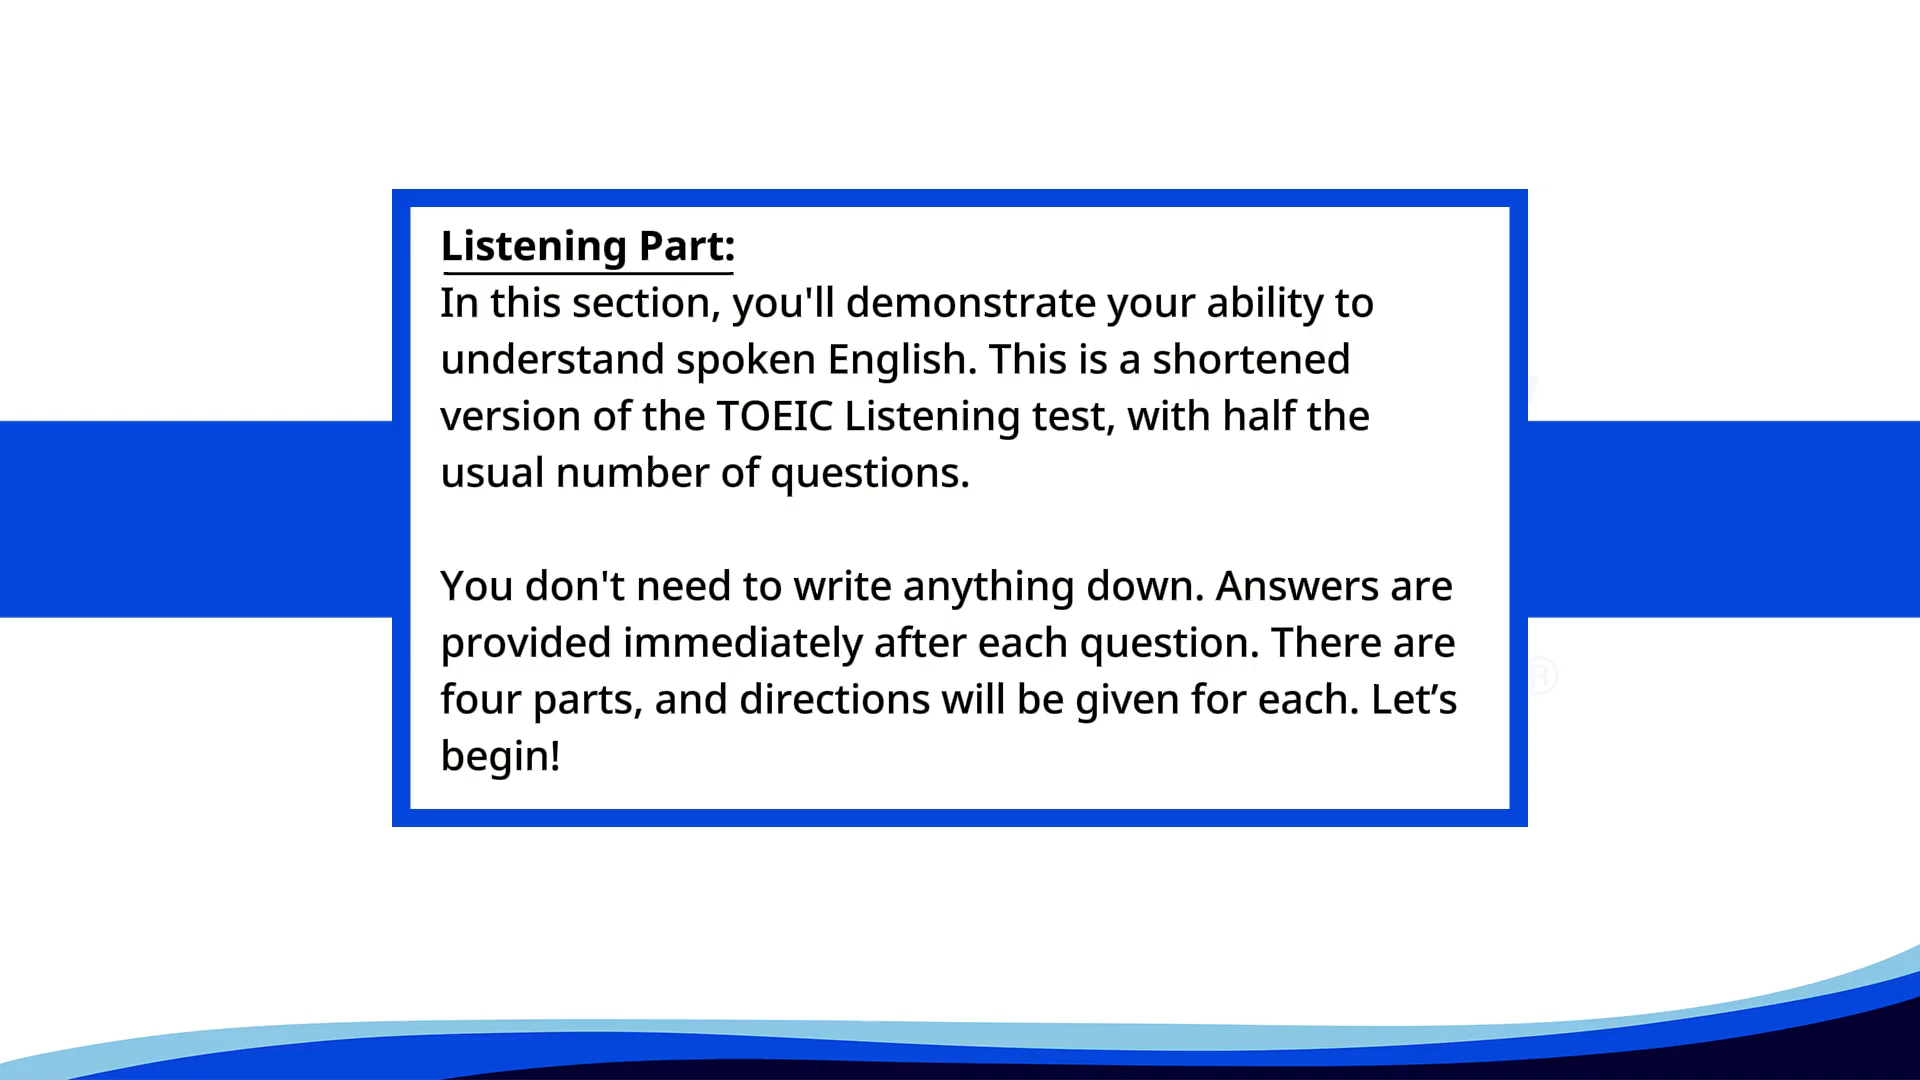 Listening Part:
In this section, you'll demonstrate your ability to
understand spoken English. This is a shortened
version of the TOEIC Listening test, with half the
usual number of questions.
You don't need to write anything down. Answers are
provided immediately after each question. There are
four parts, and directions will be given for each. Let’s
begin!
®